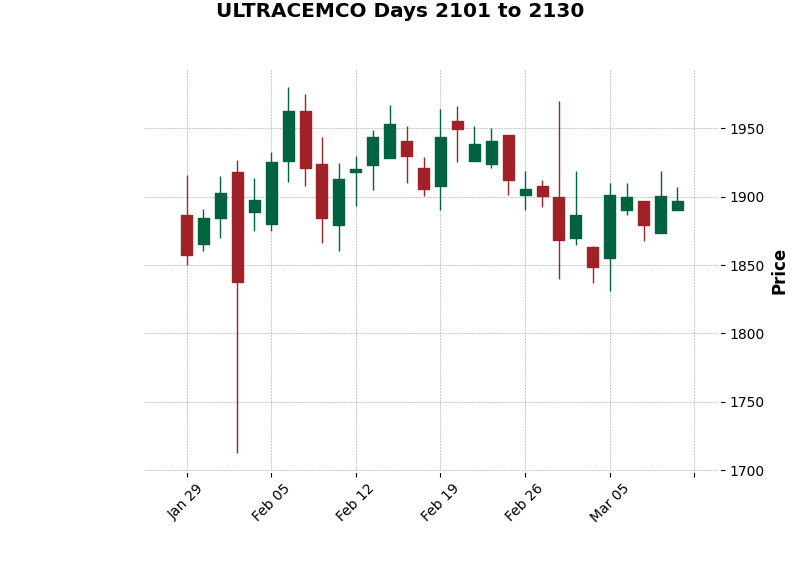 ULTRACEMCO Days 2101 to 2130
1950
1900
1850
1800
1750
1700
Price
Jan 29
Feb 05
Feb 12
Feb 19
Feb 26
Mar 05